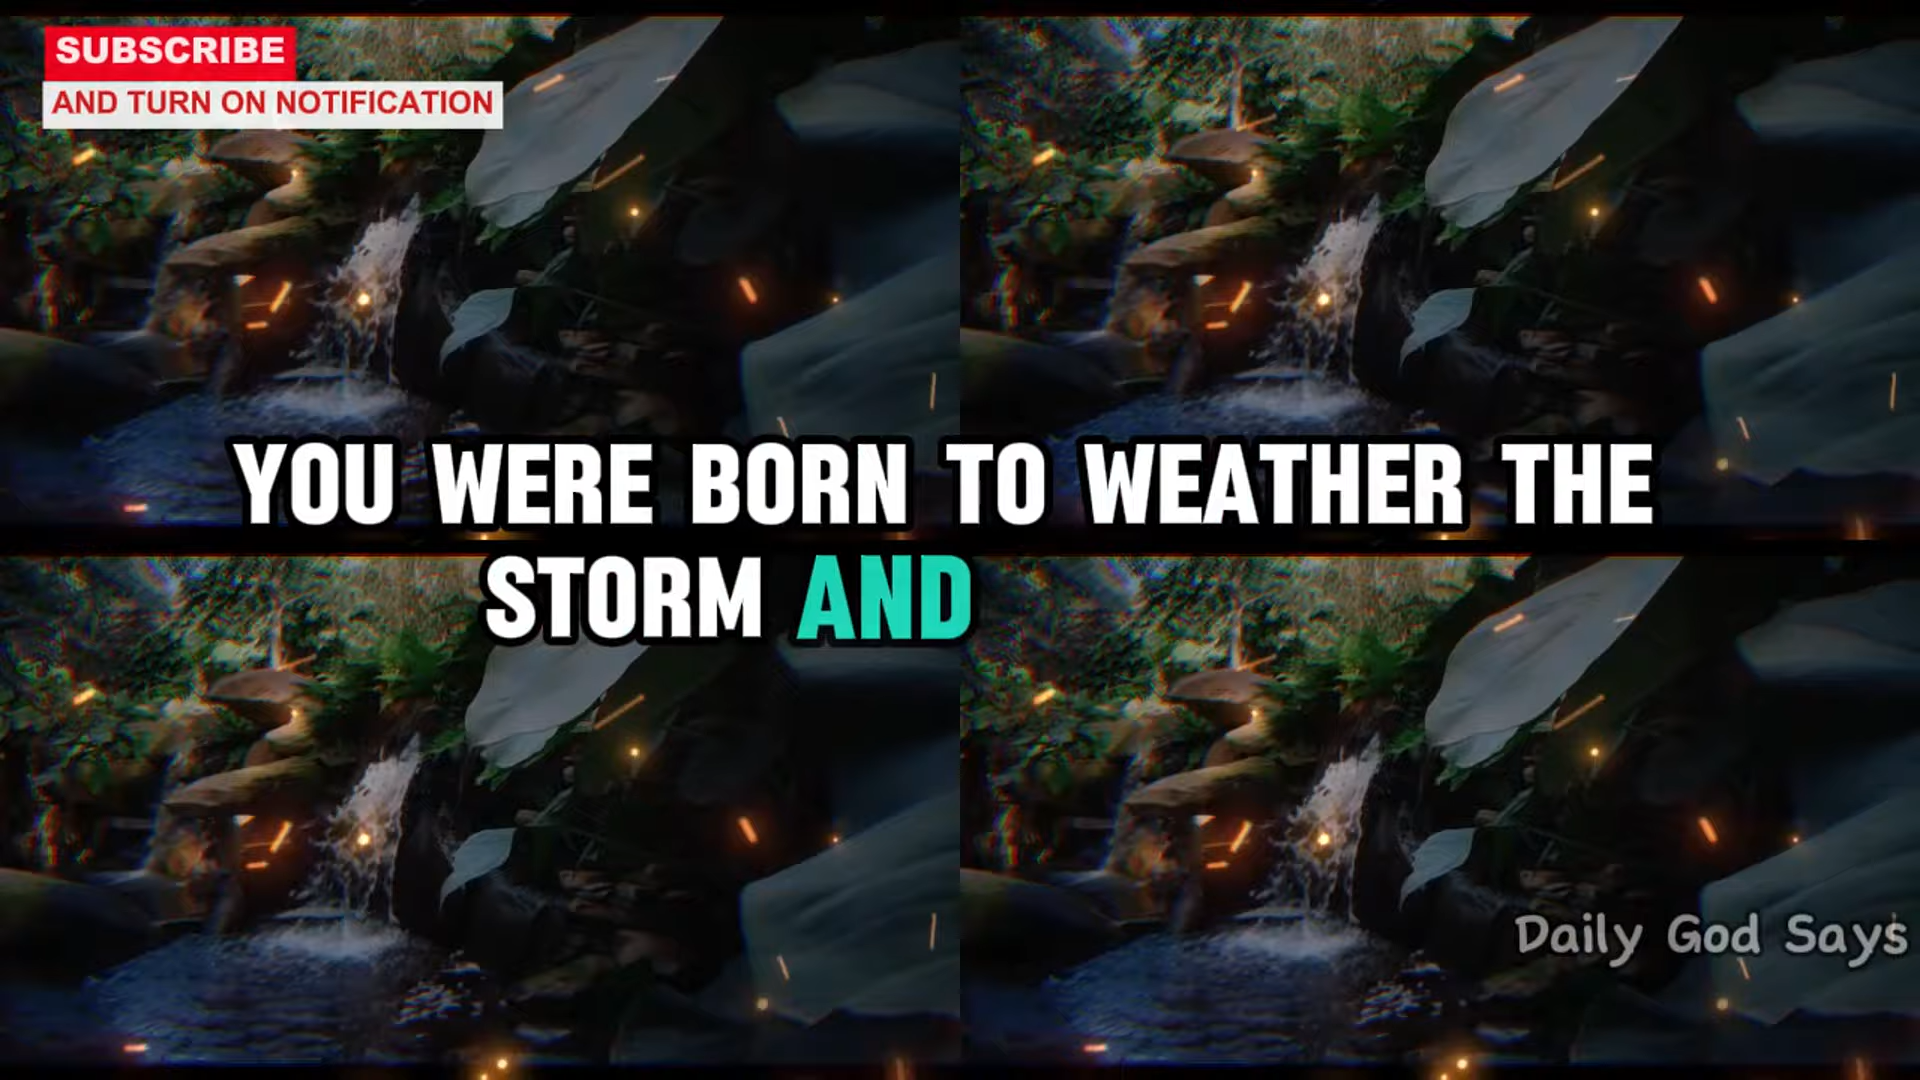 SUBSCRIBE
AND TURN ON NOTIFICATION
YOU WERE BORN TO WEATHER THE
STORM AND
Daily God Says